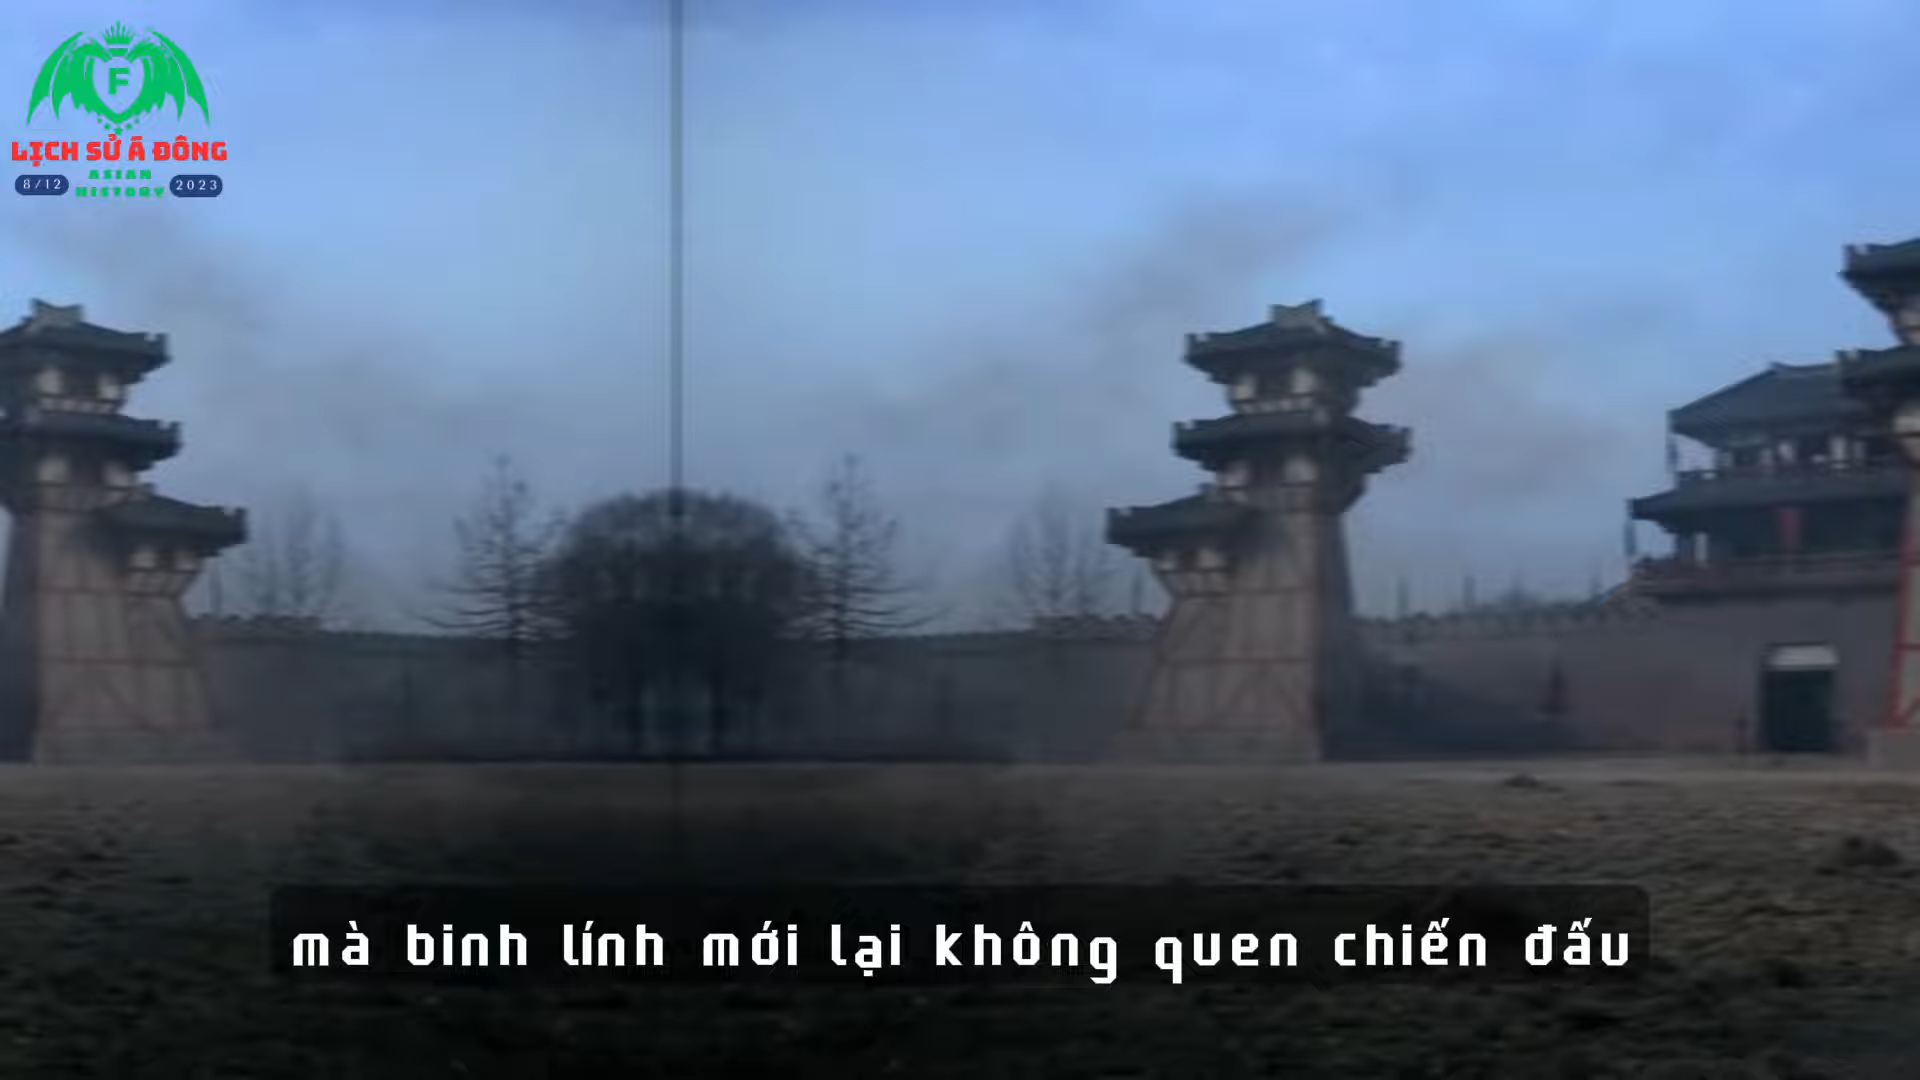 F
LỊCH SỬ Á ĐÔNG
8/12 ASIAN HISTORY 2023
mà binh lính mới lại không quen chiến đấu